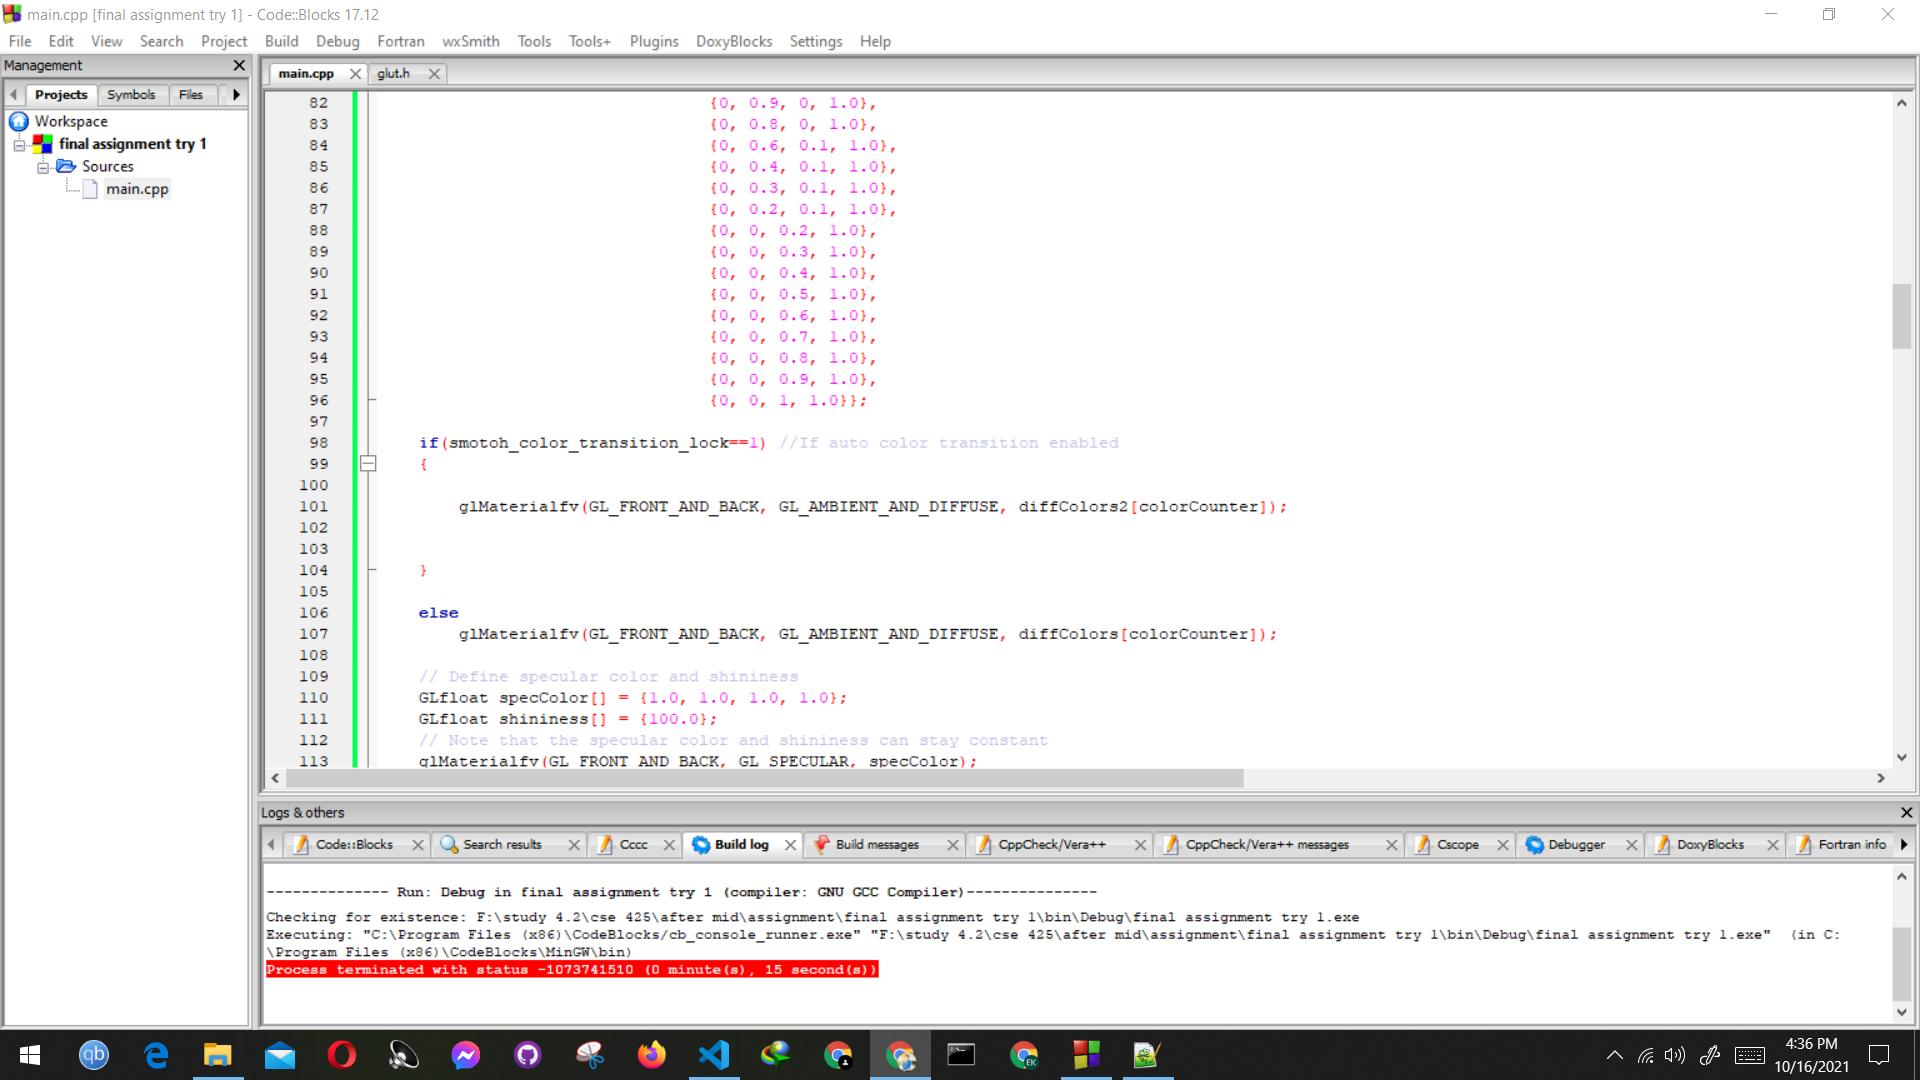 main.cpp [final assignment try 1] - Code::Blocks 17.12
File Edit View Search Project Build Debug Fortran wxSmith Tools Tools+ Plugins DoxyBlocks Settings Help
Management
Projects Symbols Files
Workspace
final assignment try 1
Sources
main.cpp
main.cpp glut.h
82 {0, 0.9, 0, 1.0},
83 {0, 0.8, 0, 1.0},
84 {0, 0.6, 0.1, 1.0},
85 {0, 0.4, 0.1, 1.0},
86 {0, 0.3, 0.1, 1.0},
87 {0, 0.2, 0.1, 1.0},
88 {0, 0, 0.2, 1.0},
89 {0, 0, 0.3, 1.0},
90 {0, 0, 0.4, 1.0},
91 {0, 0, 0.5, 1.0},
92 {0, 0, 0.6, 1.0},
93 {0, 0, 0.7, 1.0},
94 {0, 0, 0.8, 1.0},
95 {0, 0, 0.9, 1.0},
96 {0, 0, 1, 1.0}};
97
98 if(smotoh_color_transition_lock==1) //If auto color transition enabled
99 {
100
101 glMaterialfv(GL_FRONT_AND_BACK, GL_AMBIENT_AND_DIFFUSE, diffColors2[colorCounter]);
102
103
104 }
105
106 else
107 glMaterialfv(GL_FRONT_AND_BACK, GL_AMBIENT_AND_DIFFUSE, diffColors[colorCounter]);
108
109 // Define specular color and shininess
110 GLfloat specColor[] = {1.0, 1.0, 1.0, 1.0};
111 GLfloat shininess[] = {100.0};
112 // Note that the specular color and shininess can stay constant
113 glMaterialfv(GL_FRONT_AND_BACK, GL_SPECULAR, specColor);
Logs & others
Code::Blocks Search results Cccc Build log Build messages CppCheck/Vera++ CppCheck/Vera++ messages Cscope Debugger DoxyBlocks Fortran info
-------------- Run: Debug in final assignment try 1 (compiler: GNU GCC Compiler)---------------
Checking for existence: F:\study 4.2\cse 425\after mid\assignment\final assignment try 1\bin\Debug\final assignment try 1.exe
Executing: "C:\Program Files (x86)\CodeBlocks/cb_console_runner.exe" "F:\study 4.2\cse 425\after mid\assignment\final assignment try 1\bin\Debug\final assignment try 1.exe"  (in C:
\Program Files (x86)\CodeBlocks\MinGW\bin)
Process terminated with status -1073741510 (0 minute(s), 15 second(s))
qb
EK
4:36 PM
10/16/2021